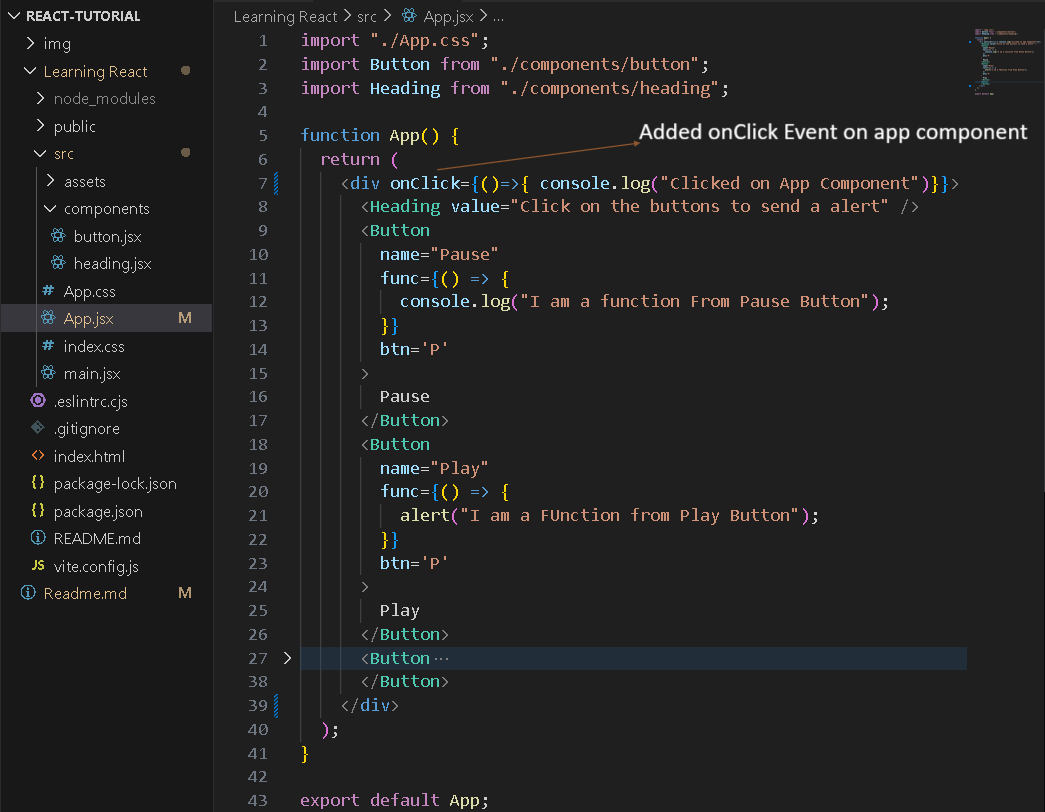 REACT-TUTORIAL
img
Learning React
node_modules
public
src
assets
components
button.jsx
heading.jsx
App.css
App.jsx M
index.css
main.jsx
.eslintrc.cjs
.gitignore
index.html
package-lock.json
package.json
README.md
vite.config.js
Readme.md M
Learning React > src > App.jsx > ...
1 import "./App.css";
2 import Button from "./components/button";
3 import Heading from "./components/heading";
4
5 function App() {
Added onClick Event on app component
6 return (
7 <div onClick={()=>{ console.log("Clicked on App Component")}}>
8 <Heading value="Click on the buttons to send a alert" />
9 <Button
10 name="Pause"
11 func={() => {
12 console.log("I am a function From Pause Button");
13 }}
14 btn='P'
15 >
16 Pause
17 </Button>
18 <Button
19 name="Play"
20 func={() => {
21 alert("I am a FUnction from Play Button");
22 }}
23 btn='P'
24 >
25 Play
26 </Button>
27 <Button ...
38 </Button>
39 </div>
40 );
41 }
42
43 export default App;